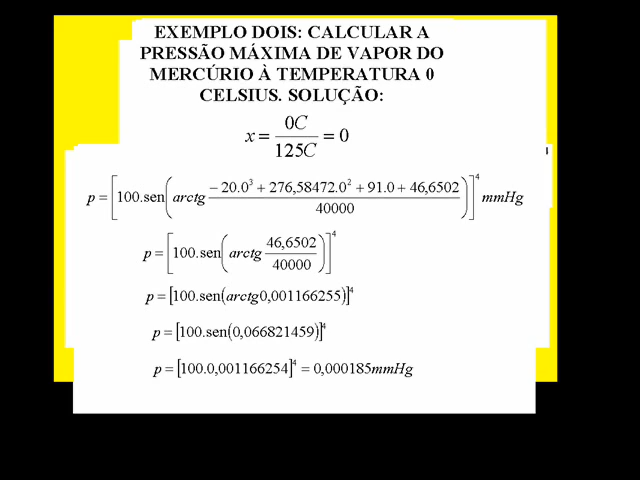 EXEMPLO DOIS: CALCULAR A
PRESSÃO MÁXIMA DE VAPOR DO
MERCÚRIO À TEMPERATURA 0
CELSIUS. SOLUÇÃO:
x = 0C / 125C = 0
p = [100.sen(arctg (−20.0³ + 276,58472.0² + 91.0 + 46,6502) / 40000)]⁴ mmHg
p = [100.sen(arctg 46,6502 / 40000)]⁴
p = [100.sen(arctg0,001166255)]⁴
p = [100.sen(0,066821459)]⁴
p = [100.0,001166254]⁴ = 0,000185mmHg